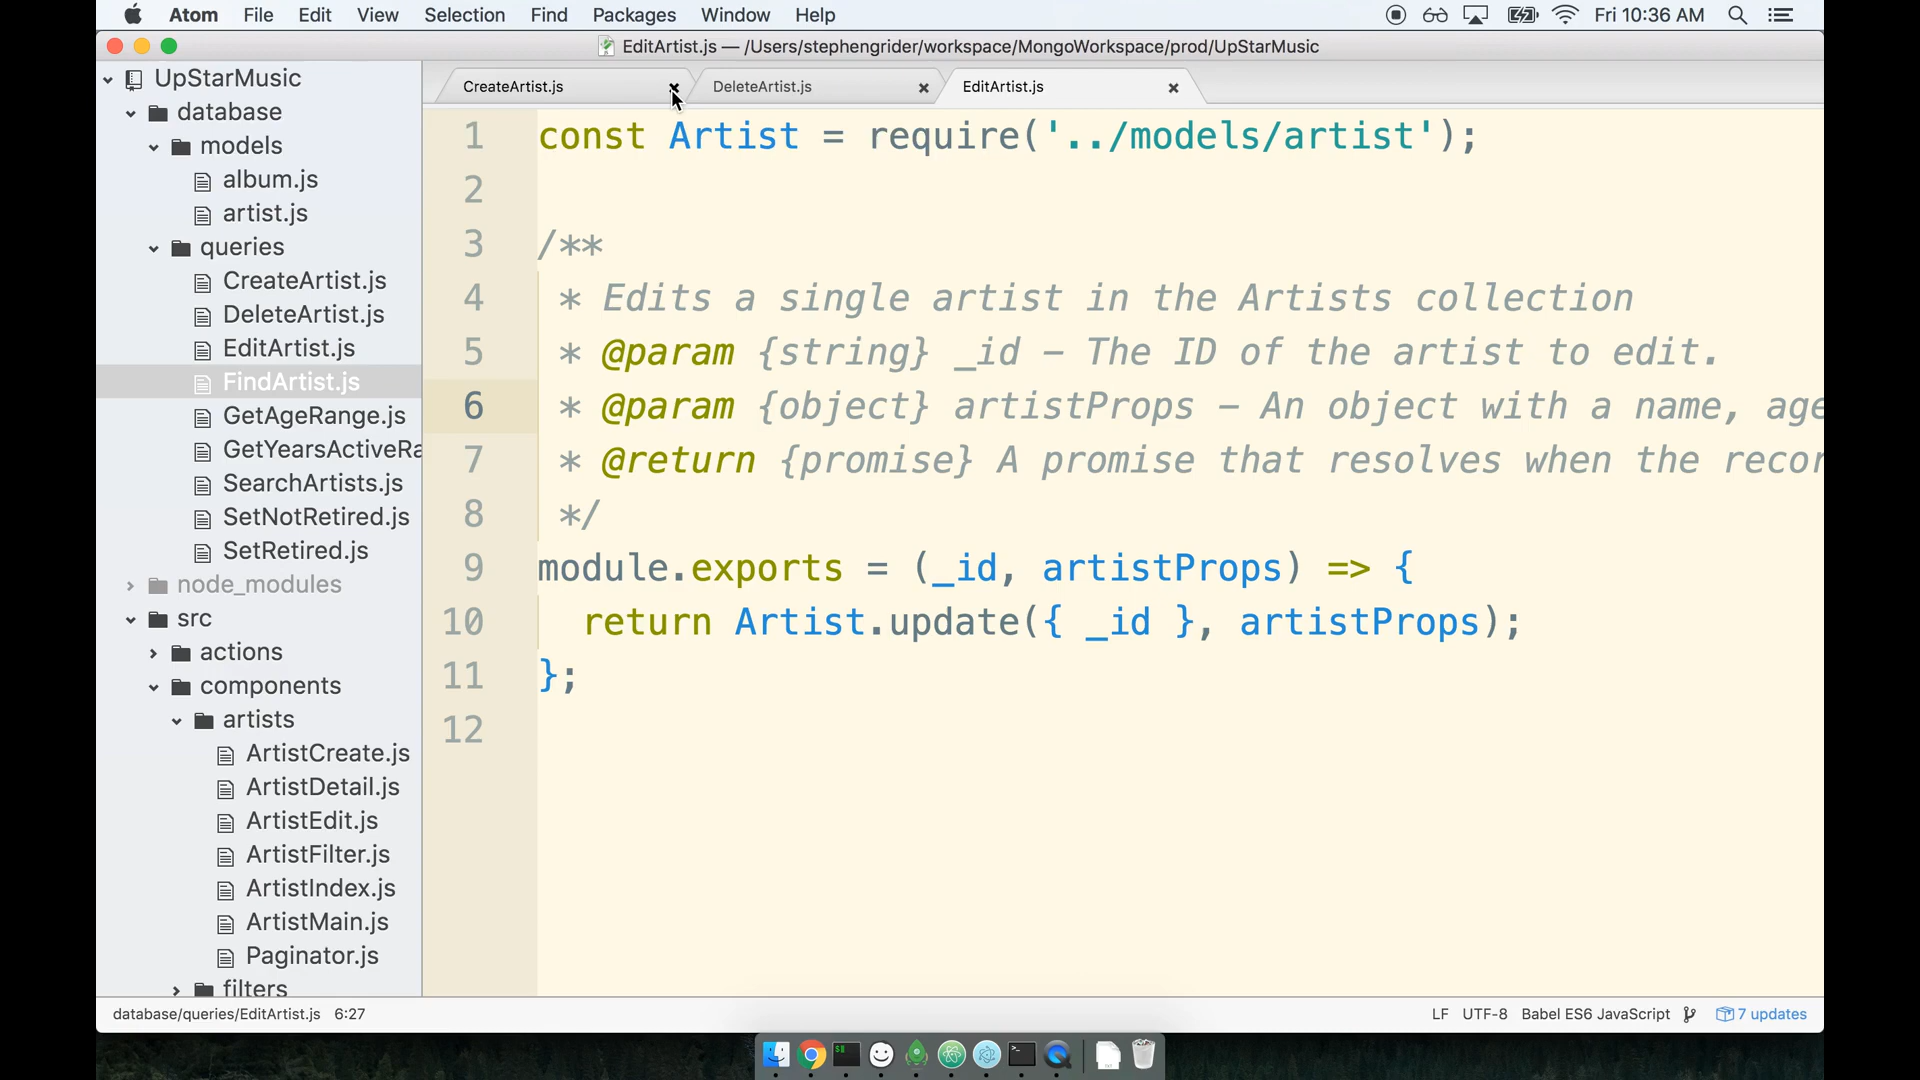 Atom File Edit View Selection Find Packages Window Help Fri 10:36 AM
EditArtist.js — /Users/stephengrider/workspace/MongoWorkspace/prod/UpStarMusic
UpStarMusic
database
models
album.js
artist.js
queries
CreateArtist.js
DeleteArtist.js
EditArtist.js
FindArtist.js
GetAgeRange.js
GetYearsActiveRa
SearchArtists.js
SetNotRetired.js
SetRetired.js
node_modules
src
actions
components
artists
ArtistCreate.js
ArtistDetail.js
ArtistEdit.js
ArtistFilter.js
ArtistIndex.js
ArtistMain.js
Paginator.js
filters
CreateArtist.js DeleteArtist.js EditArtist.js
1 const Artist = require('../models/artist');
2
3 /**
4 * Edits a single artist in the Artists collection
5 * @param {string} _id - The ID of the artist to edit.
6 * @param {object} artistProps - An object with a name, age
7 * @return {promise} A promise that resolves when the recor
8 */
9 module.exports = (_id, artistProps) => {
10 return Artist.update({ _id }, artistProps);
11 };
12
database/queries/EditArtist.js 6:27 LF UTF-8 Babel ES6 JavaScript 7 updates